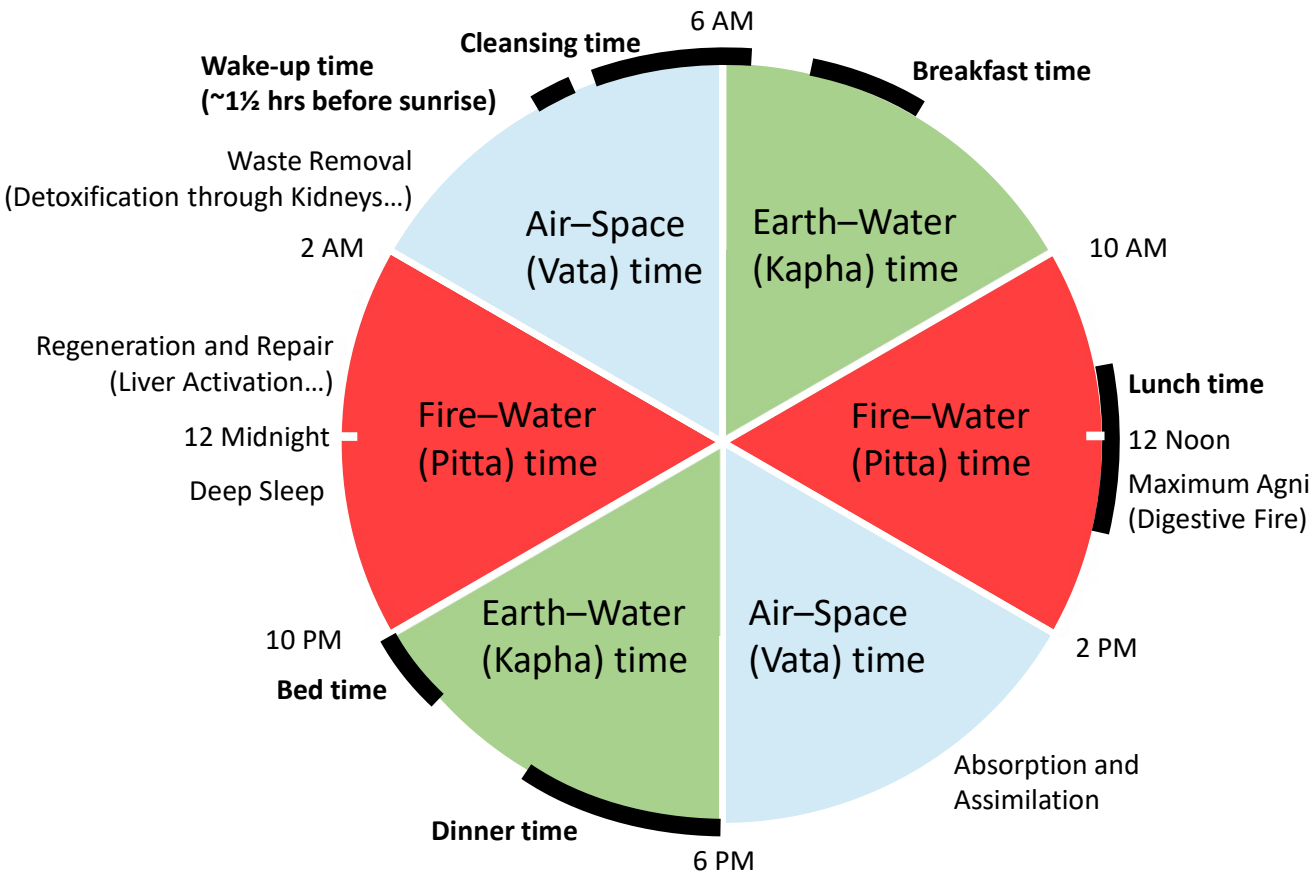 6 AM
Cleansing time
Wake-up time
(~1½ hrs before sunrise)
Breakfast time
Waste Removal
(Detoxification through Kidneys...)
2 AM
Air–Space
(Vata) time
Earth–Water
(Kapha) time
10 AM
Regeneration and Repair
(Liver Activation...)
12 Midnight
Deep Sleep
Fire–Water
(Pitta) time
Fire–Water
(Pitta) time
Lunch time
12 Noon
Maximum Agni
(Digestive Fire)
10 PM
Bed time
Earth–Water
(Kapha) time
Air–Space
(Vata) time
2 PM
Absorption and
Assimilation
Dinner time
6 PM